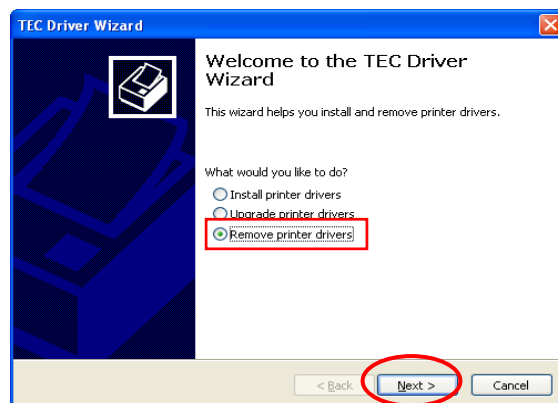 TEC Driver Wizard
Welcome to the TEC Driver
Wizard
This wizard helps you install and remove printer drivers.
What would you like to do?
Install printer drivers
Upgrade printer drivers
Remove printer drivers
< Back
Next >
Cancel